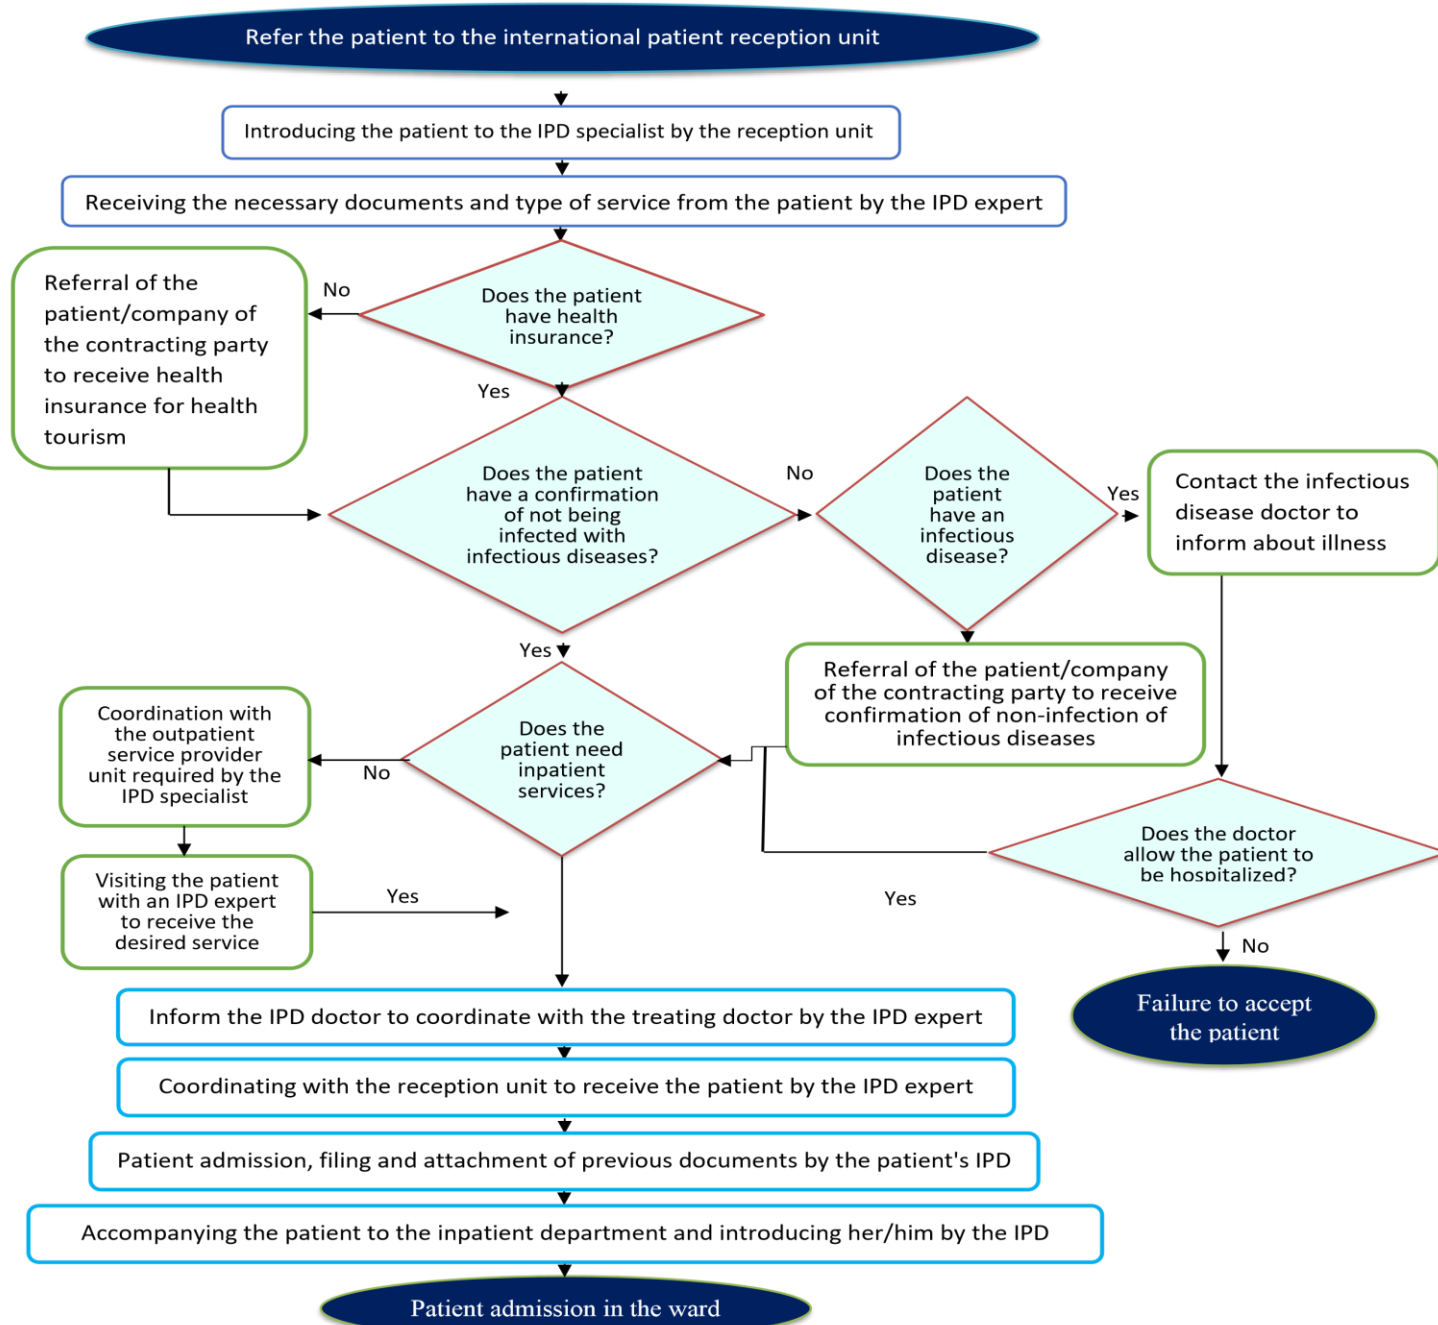 Refer the patient to the international patient reception unit
Introducing the patient to the IPD specialist by the reception unit
Receiving the necessary documents and type of service from the patient by the IPD expert
Referral of the
patient/company of
the contracting party
to receive health
insurance for health
tourism
No
Does the patient
have health
insurance?
Yes
Does the patient
have a confirmation
of not being
infected with
infectious diseases?
No
Does the
patient
have an
infectious
disease?
Yes
Contact the infectious
disease doctor to
inform about illness
Yes
Referral of the patient/company
of the contracting party to receive
confirmation of non-infection of
infectious diseases
Coordination with
the outpatient
service provider
unit required by the
IPD specialist
No
Does the
patient need
inpatient
services?
Does the doctor
allow the patient to
be hospitalized?
Visiting the patient
with an IPD expert
to receive the
desired service
Yes
Yes
No
Failure to accept
the patient
Inform the IPD doctor to coordinate with the treating doctor by the IPD expert
Coordinating with the reception unit to receive the patient by the IPD expert
Patient admission, filing and attachment of previous documents by the patient's IPD
Accompanying the patient to the inpatient department and introducing her/him by the IPD
Patient admission in the ward